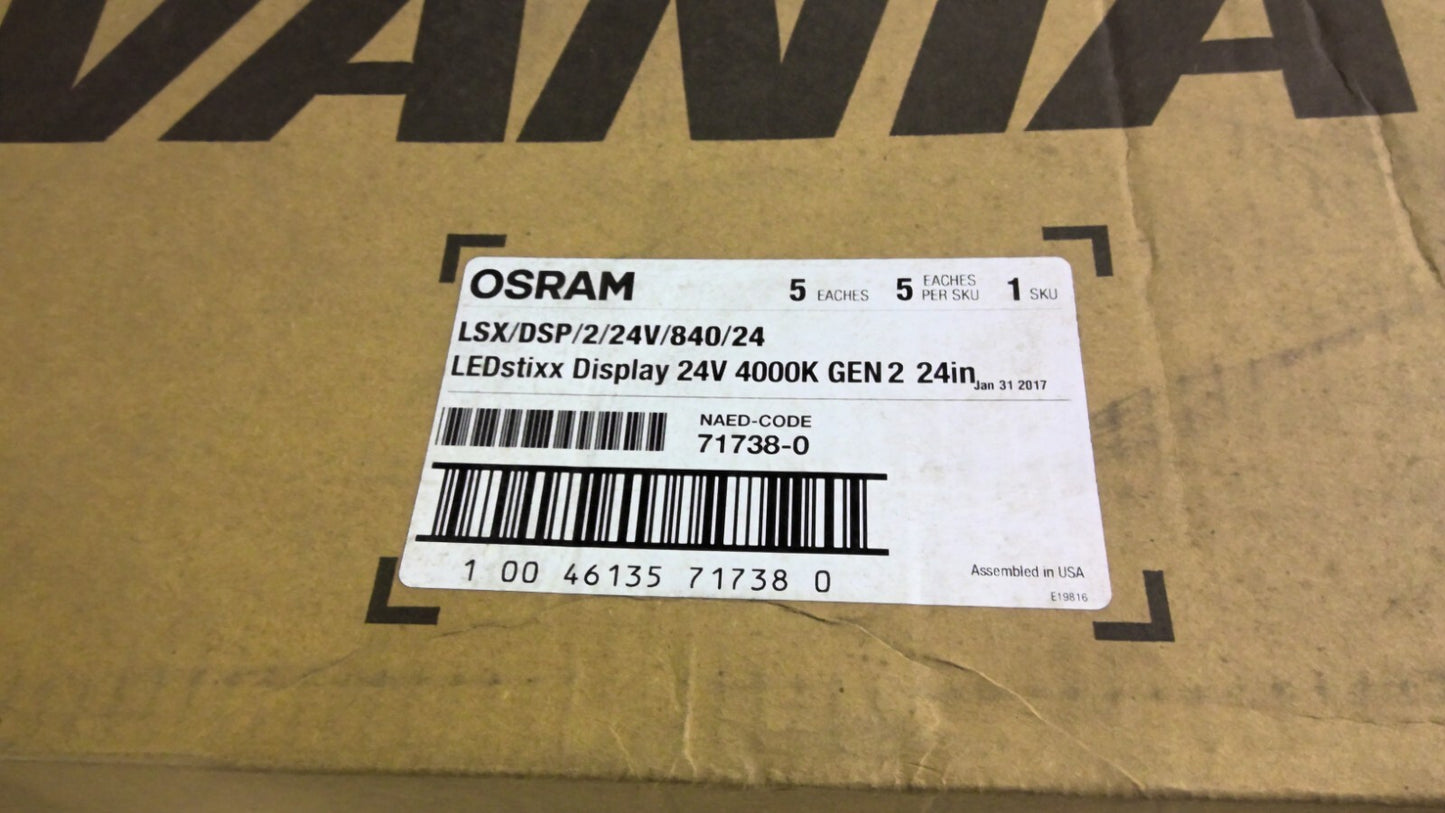 VANIA
OSRAM 5 EACHES 5 EACHES PER SKU 1 SKU
LSX/DSP/2/24V/840/24
LEDstixx Display 24V 4000K GEN 2 24in Jan 31 2017
NAED-CODE
71738-0
1 00 46135 71738 0
Assembled in USA
E19816